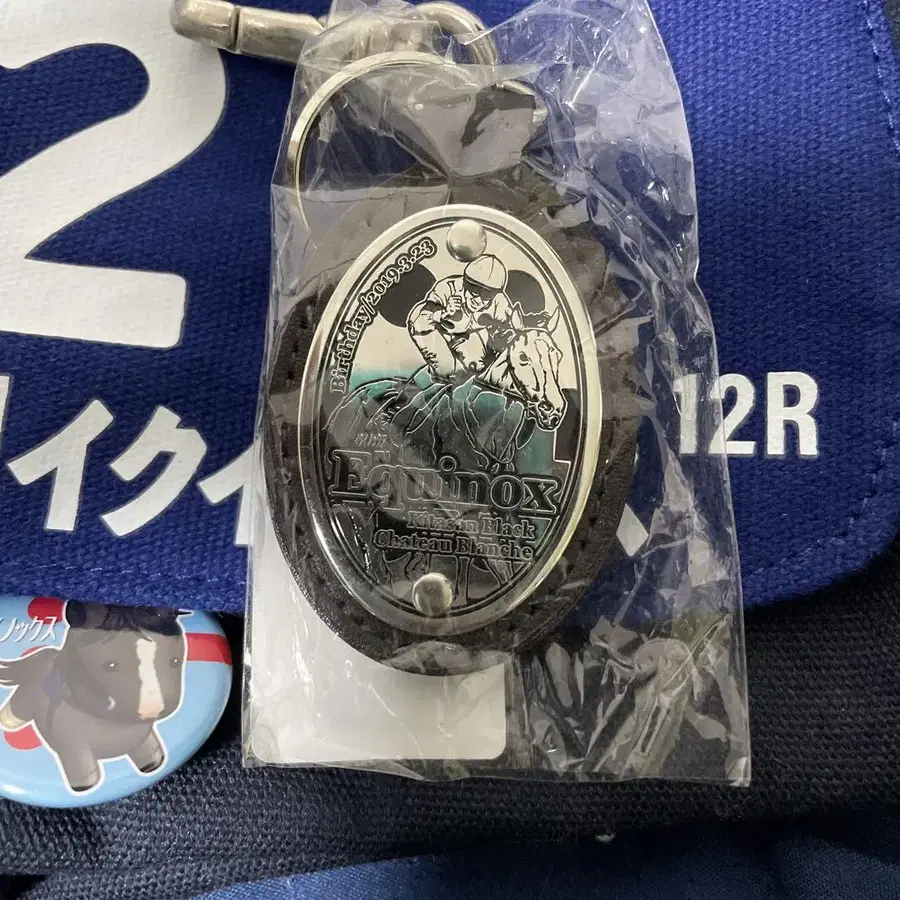 2
イクイ
12R
Birthday/2019.3.23
Equinox
Kitasan Black
Chateau Blanche
ノックス